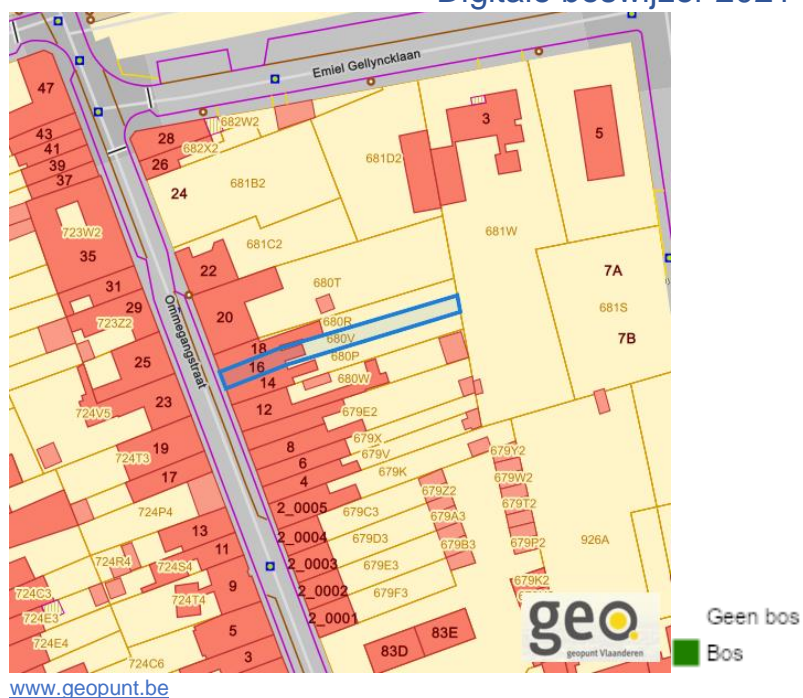 Digitale boswijzer 2021
Emiel Gellyncklaan
47
43
41
39
37
723W2
35
31
29
723Z2
25
724V5
23
19
724T3
17
724P4
13
11
724R4
724S4
9
724T4
724C3
724E3
724E4
5
724C6
3
Ommegangstraat
28
682W2
682X2
26
24
681B2
681D2
3
5
681C2
681W
22
680T
20
7A
681S
7B
680R
18
680V
16
680P
14
680W
12
679E2
8
679X
6
679V
4
679K
679Y2
679W2
679Z2
2_0005
679C3
679T2
679A3
2_0004
679D3
679B3
679P2
926A
2_0003
679E3
2_0002
679F3
679K2
2_0001
83D
83E
geo
geopunt Vlaanderen
Geen bos
Bos
www.geopunt.be